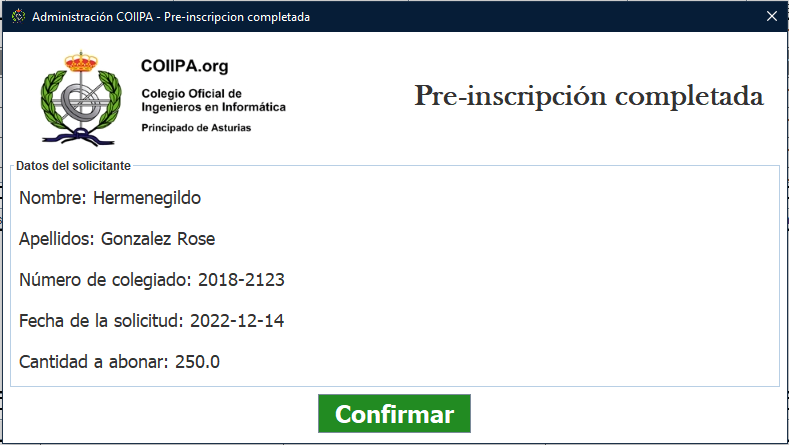 Administración COIIPA - Pre-inscripcion completada
COIIPA.org
Colegio Oficial de
Ingenieros en Informática
Principado de Asturias
Pre-inscripción completada
Datos del solicitante
Nombre: Hermenegildo
Apellidos: Gonzalez Rose
Número de colegiado: 2018-2123
Fecha de la solicitud: 2022-12-14
Cantidad a abonar: 250.0
Confirmar